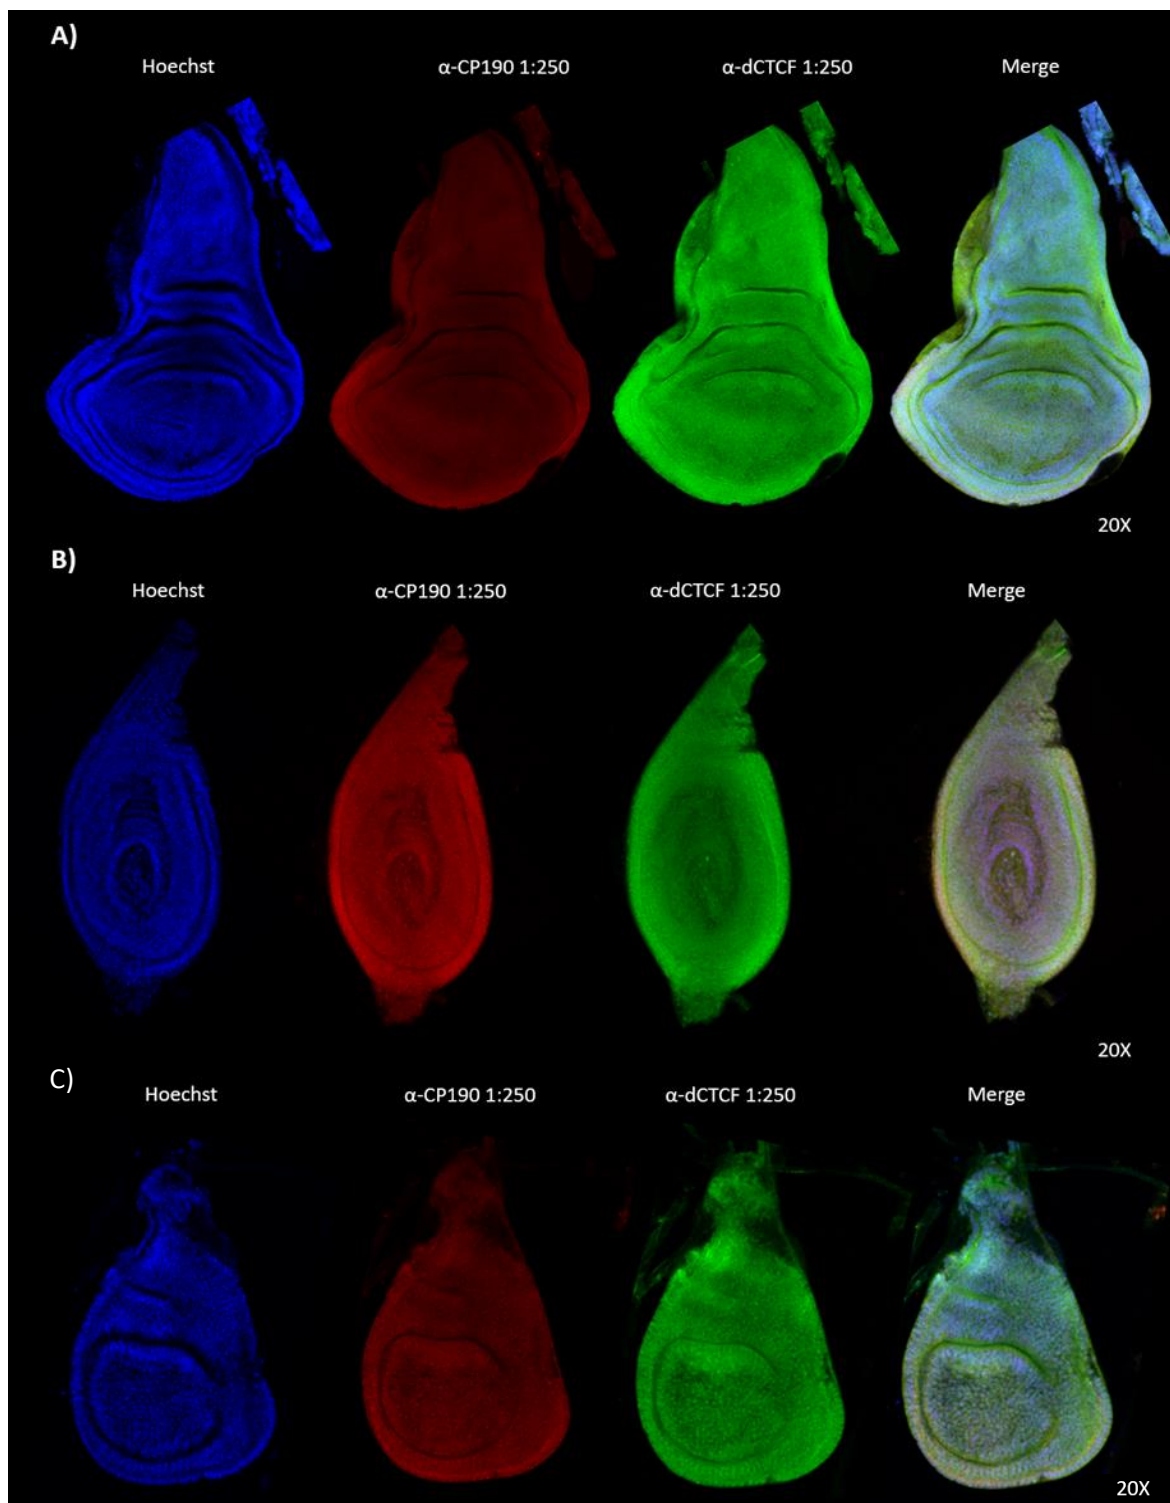 A)
Hoechst α-CP190 1:250 α-dCTCF 1:250 Merge
20X
B)
Hoechst α-CP190 1:250 α-dCTCF 1:250 Merge
20X
C)
Hoechst α-CP190 1:250 α-dCTCF 1:250 Merge
20X